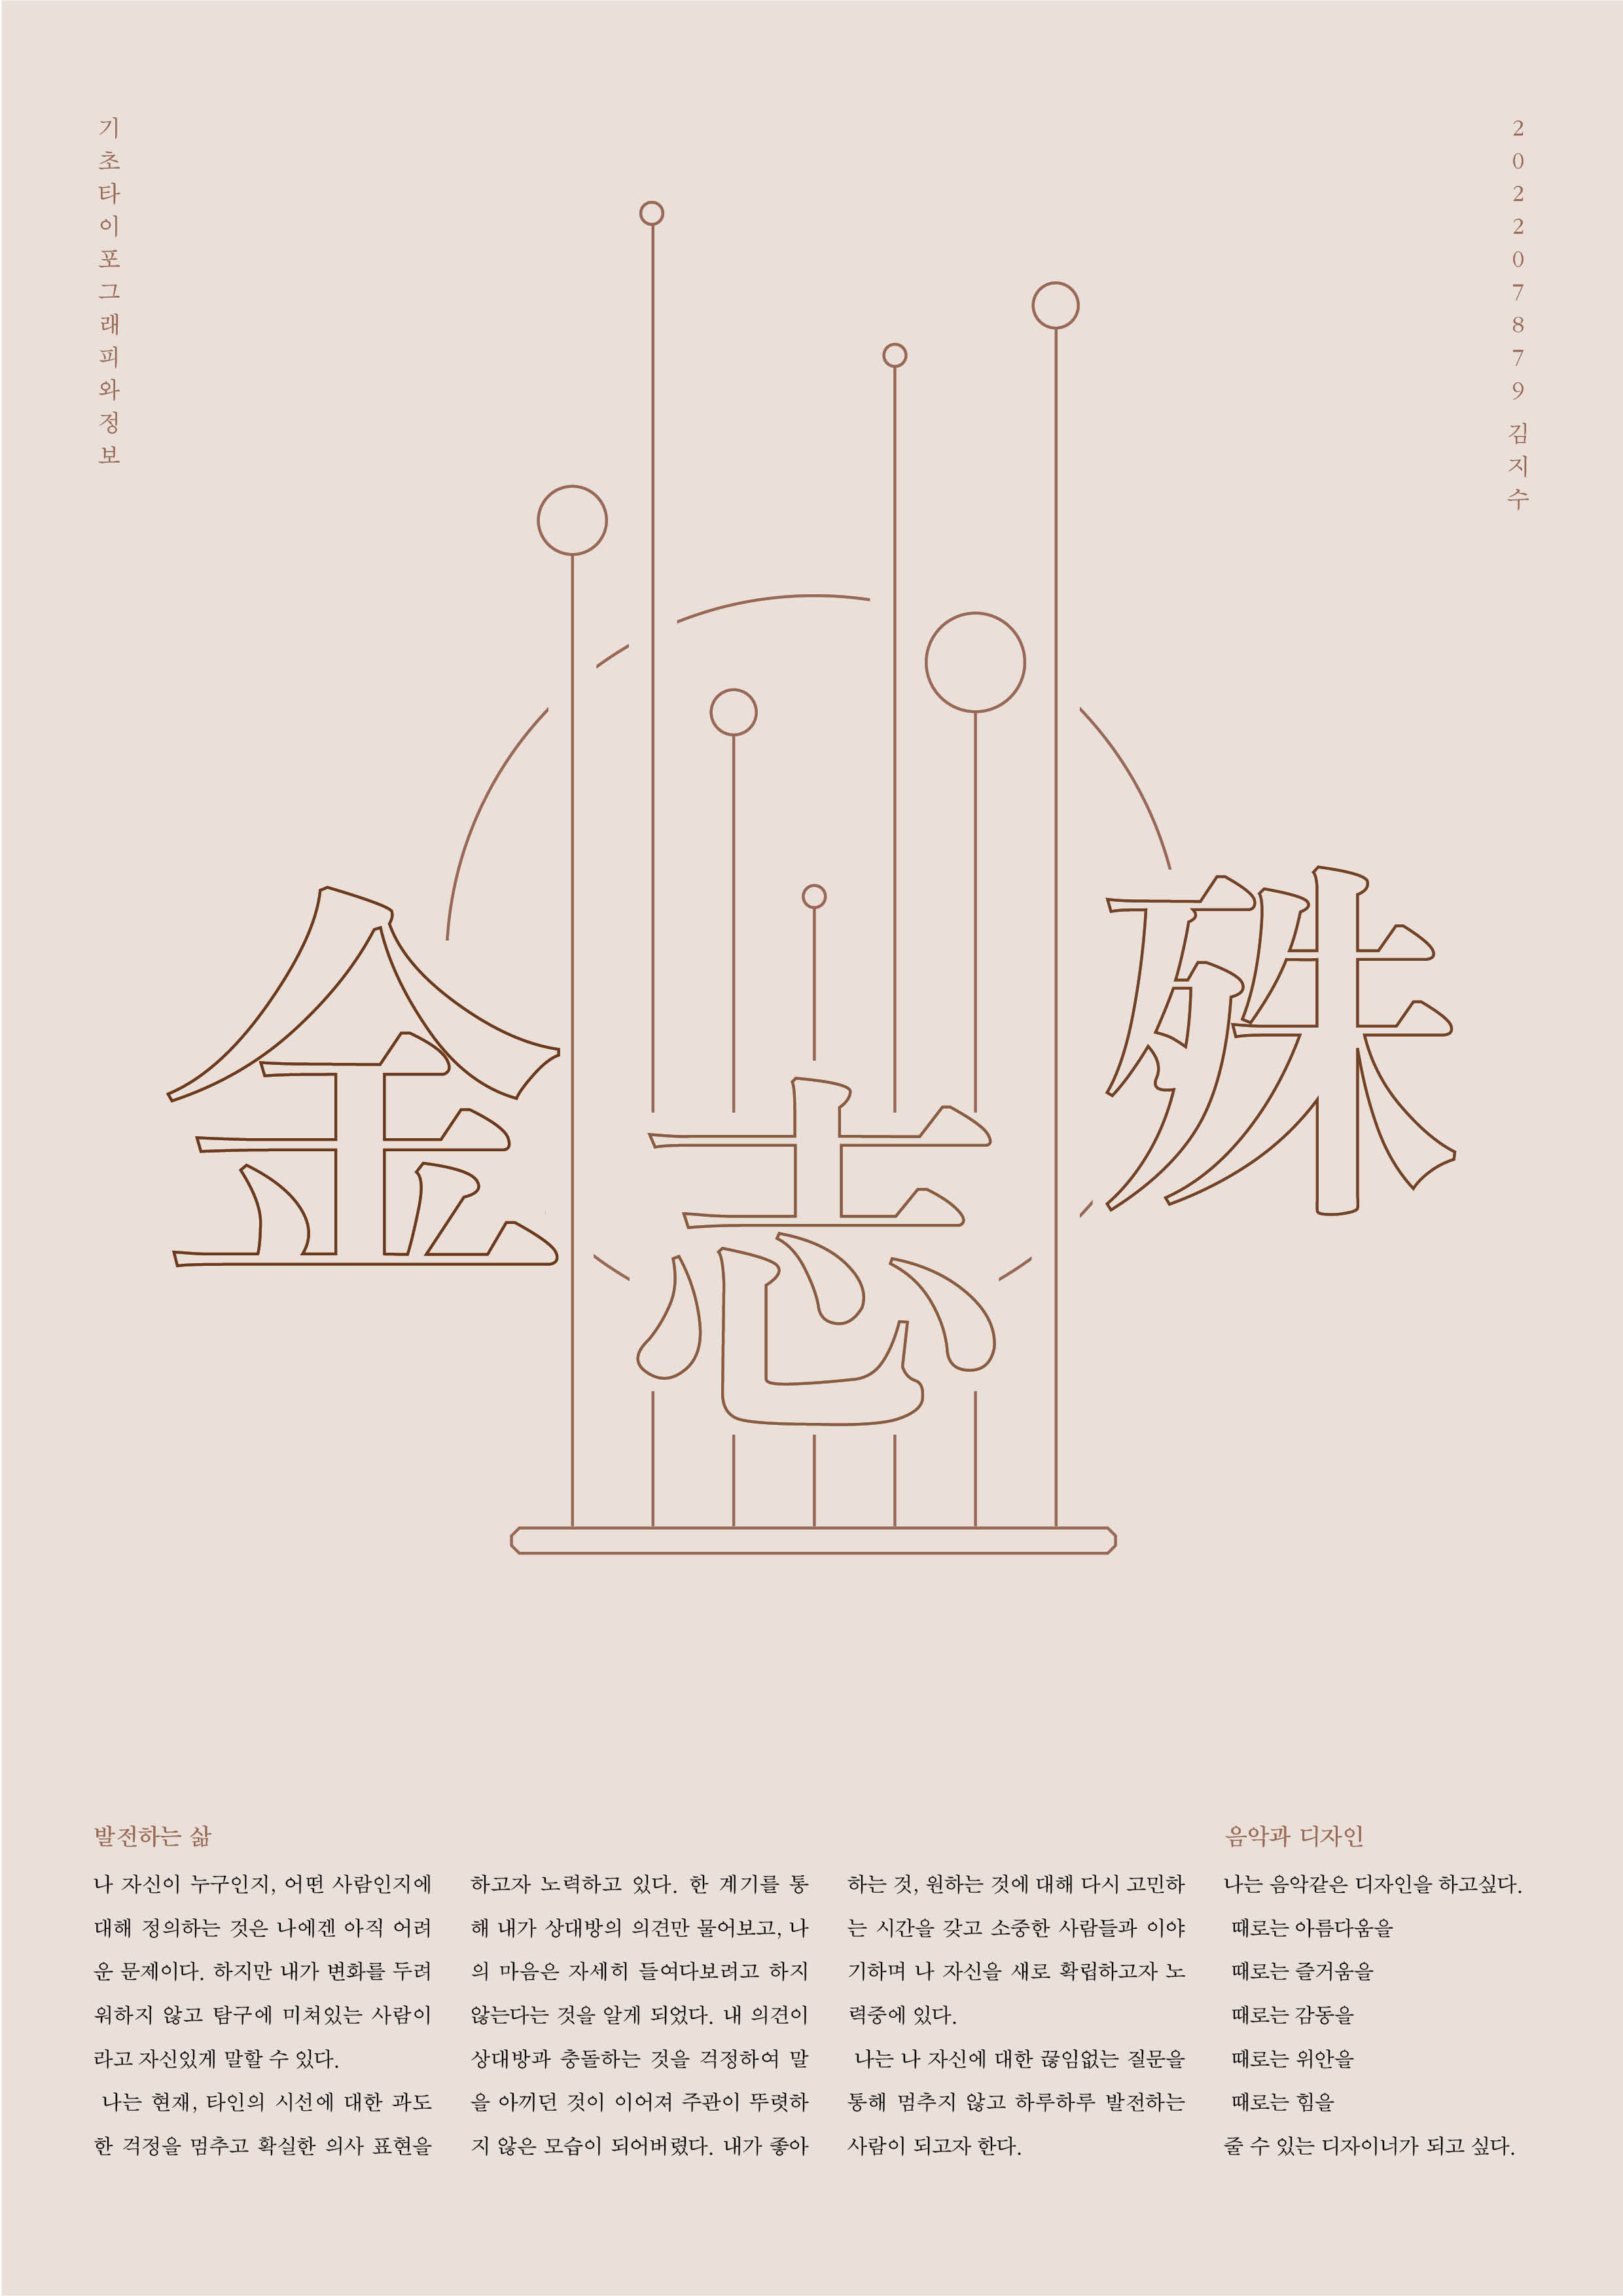 기초타이포그래피와정보
202207879 김지수
金
志
殊
발전하는 삶
나 자신이 누구인지, 어떤 사람인지에
대해 정의하는 것은 나에겐 아직 어려
운 문제이다. 하지만 내가 변화를 두려
워하지 않고 탐구에 미쳐있는 사람이
라고 자신있게 말할 수 있다.
나는 현재, 타인의 시선에 대한 과도
한 걱정을 멈추고 확실한 의사 표현을
하고자 노력하고 있다. 한 계기를 통
해 내가 상대방의 의견만 물어보고, 나
의 마음은 자세히 들여다보려고 하지
않는다는 것을 알게 되었다. 내 의견이
상대방과 충돌하는 것을 걱정하여 말
을 아끼던 것이 이어져 주관이 뚜렷하
지 않은 모습이 되어버렸다. 내가 좋아
하는 것, 원하는 것에 대해 다시 고민하
는 시간을 갖고 소중한 사람들과 이야
기하며 나 자신을 새로 확립하고자 노
력중에 있다.
나는 나 자신에 대한 끊임없는 질문을
통해 멈추지 않고 하루하루 발전하는
사람이 되고자 한다.
음악과 디자인
나는 음악같은 디자인을 하고싶다.
때로는 아름다움을
때로는 즐거움을
때로는 감동을
때로는 위안을
때로는 힘을
줄 수 있는 디자이너가 되고 싶다.